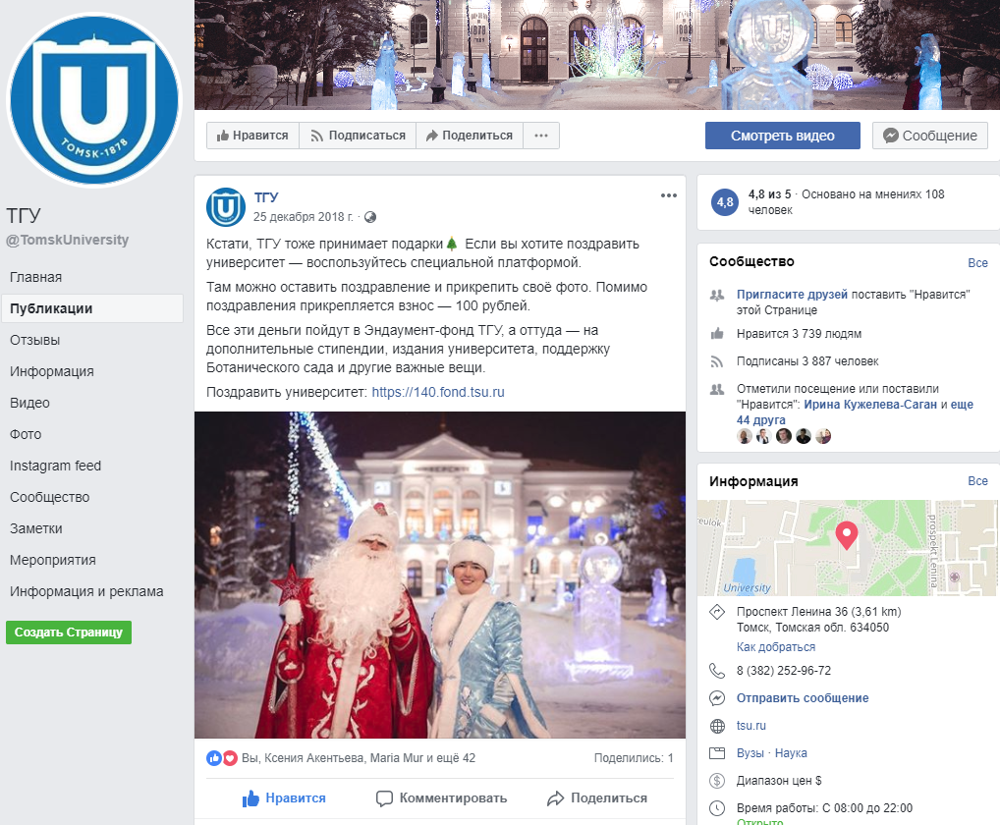 U
TOMSK-1878
ТГУ
@TomskUniversity
Главная
Публикации
Отзывы
Информация
Видео
Фото
Instagram feed
Сообщество
Заметки
Мероприятия
Информация и реклама
Создать Страницу
Нравится
Подписаться
Поделиться
Смотреть видео
Сообщение
ТГУ
25 декабря 2018 г. ·
Кстати, ТГУ тоже принимает подарки🌲 Если вы хотите поздравить
университет — воспользуйтесь специальной платформой.
Там можно оставить поздравление и прикрепить своё фото. Помимо
поздравления прикрепляется взнос — 100 рублей.
Все эти деньги пойдут в Эндаумент-фонд ТГУ, а оттуда — на
дополнительные стипендии, издания университета, поддержку
Ботанического сада и другие важные вещи.
Поздравить университет: https://140.fond.tsu.ru
Вы, Ксения Акентьева, Maria Mur и ещё 42
Поделились: 1
Нравится
Комментировать
Поделиться
4,8
4,8 из 5 · Основано на мнениях 108
человек
Сообщество
Все
Пригласите друзей поставить "Нравится"
этой Странице
Нравится 3 739 людям
Подписаны 3 887 человек
Отметили посещение или поставили
"Нравится": Ирина Кужелева-Саган и еще
44 друга
Информация
Все
reulok
prospekt Lenina
University
Проспект Ленина 36 (3,61 km)
Томск, Томская обл. 634050
Как добраться
8 (382) 252-96-72
Отправить сообщение
tsu.ru
Вузы · Наука
Диапазон цен $
Время работы: С 08:00 до 22:00
Открыто